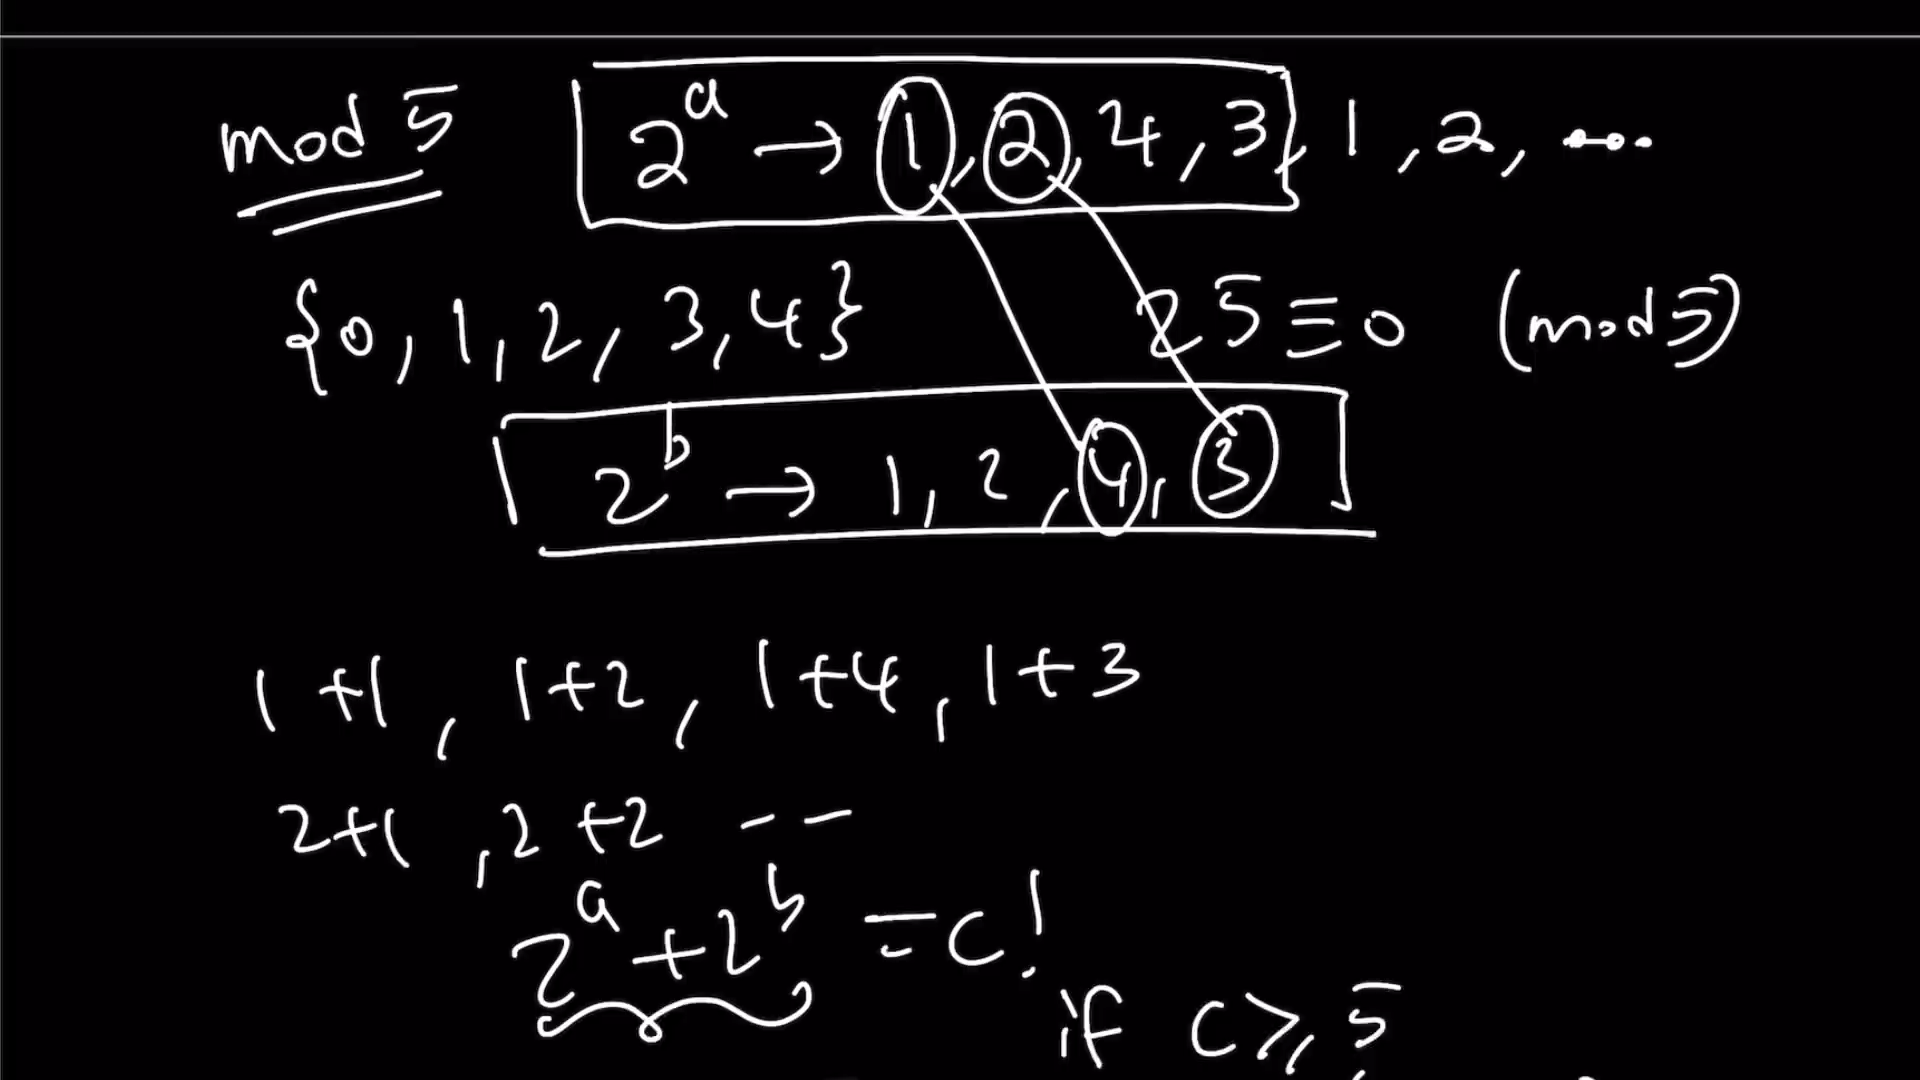 mod 5 2^a → 1, 2, 4, 3, 1, 2, ...
{0, 1, 2, 3, 4} 25 ≡ 0 (mod 5)
2^b → 1, 2, 4, 3
1+1, 1+2, 1+4, 1+3
2+1, 2+2 --
2^a + 2^b = c!
if c ≥ 5